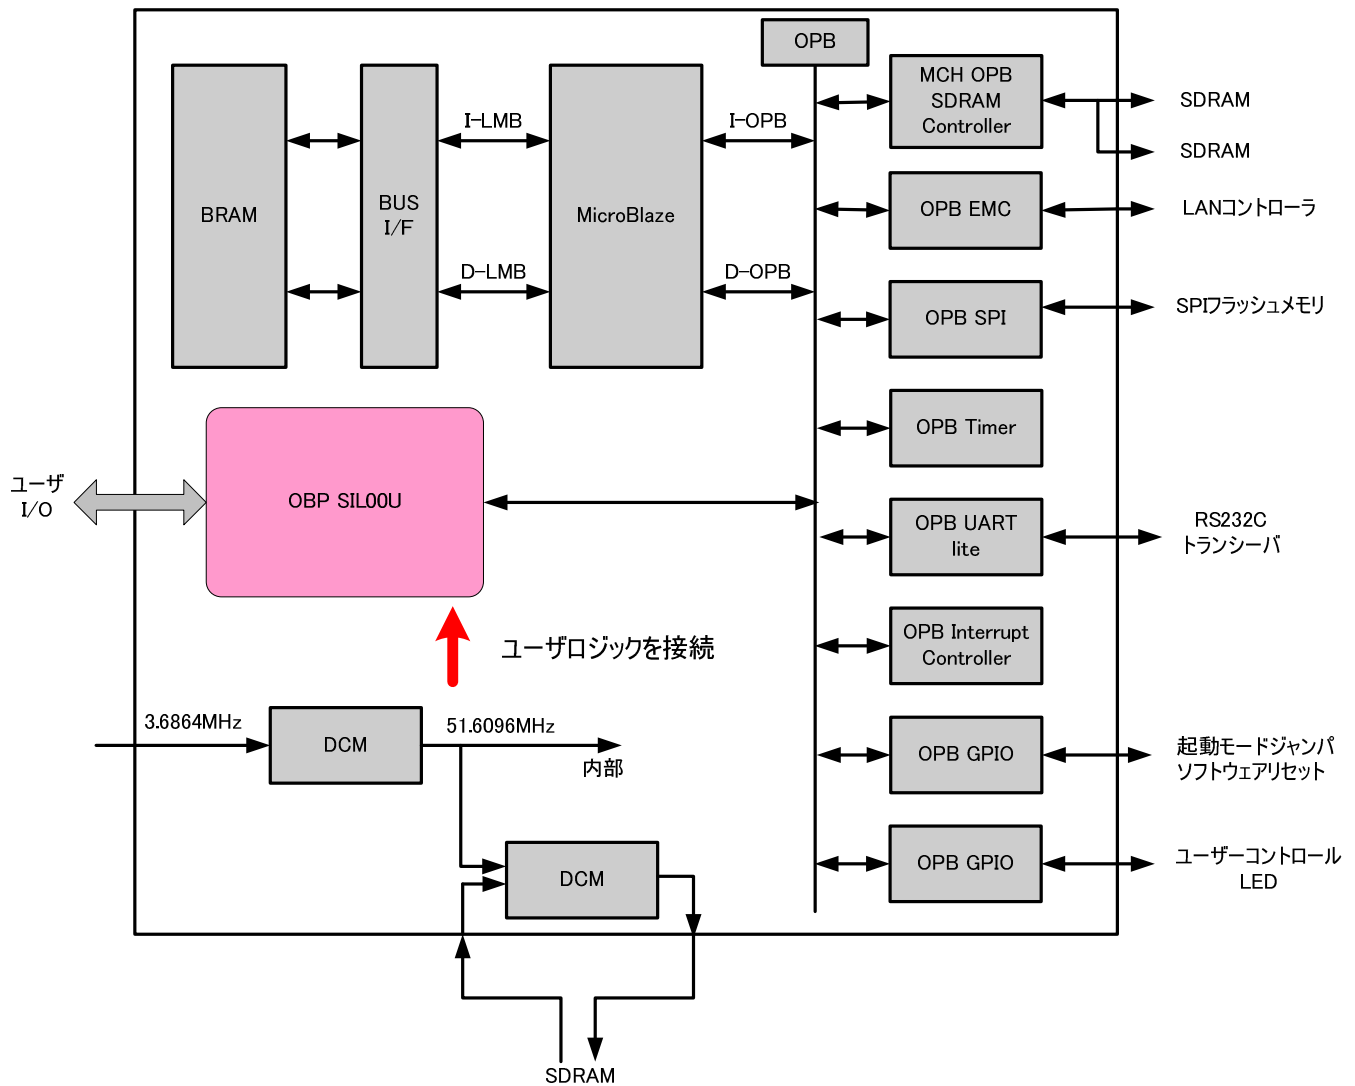 OPB
MCH OPB
SDRAM
Controller
SDRAM
SDRAM
I-LMB
I-OPB
BRAM
BUS
I/F
MicroBlaze
OPB EMC
LANコントローラ
D-LMB
D-OPB
OPB SPI
SPIフラッシュメモリ
OPB Timer
ユーザ
I/O
OBP SIL00U
OPB UART
lite
RS232C
トランシーバ
ユーザロジックを接続
OPB Interrupt
Controller
3.6864MHz
DCM
51.6096MHz
内部
OPB GPIO
起動モードジャンパ
ソフトウェアリセット
DCM
OPB GPIO
ユーザーコントロール
LED
SDRAM